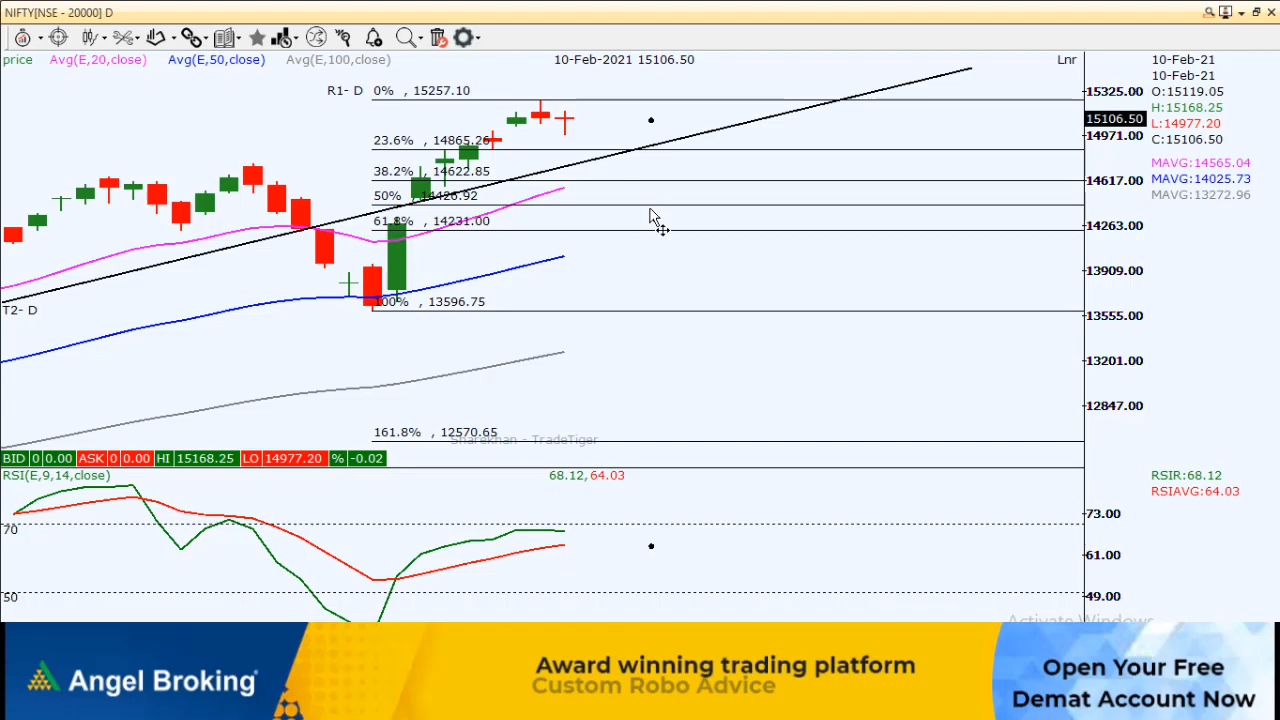 NIFTY[NSE - 20000] D
price Avg(E,20,close) Avg(E,50,close) Avg(E,100,close) 10-Feb-2021 15106.50 Lnr 10-Feb-21
10-Feb-21
R1- D 0% , 15257.10 15325.00 O:15119.05
H:15168.25
15106.50 L:14977.20
23.6% , 14865.26 14971.00 C:15106.50
MAVG:14565.04
38.2% , 14622.85 14617.00 MAVG:14025.73
50% , 14426.92 MAVG:13272.96
61.8% , 14231.00 14263.00
13909.00
100% , 13596.75
T2- D 13555.00
13201.00
12847.00
161.8% , 12570.65
Sharekhan - TradeTiger
BID 0 0.00 ASK 0 0.00 HI 15168.25 LO 14977.20 % -0.02
RSI(E,9,14,close) 68.12,64.03 RSIR:68.12
RSIAVG:64.03
73.00
70
61.00
50 49.00
Activate Windows
Angel Broking
Award winning trading platform
Custom Robo Advice
Open Your Free
Demat Account Now